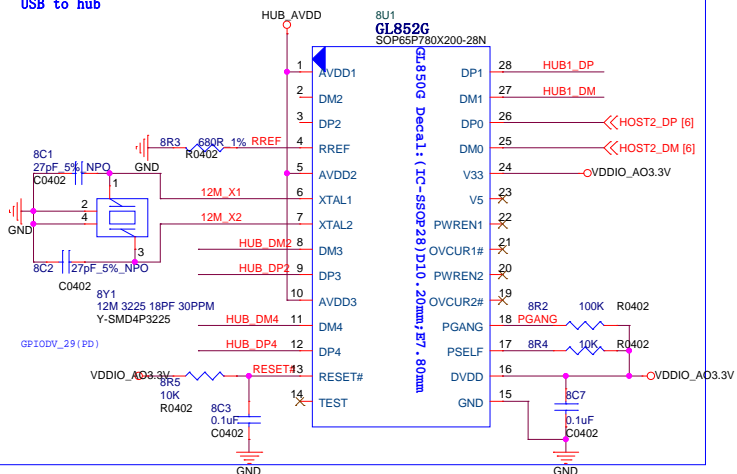 USB to hub
HUB_AVDD
8U1
GL852G
SOP65P780X200-28N
GL850G Decal:(IC-SSOP28)D10.20mm;E7.80mm
1 AVDD1
2 DM2
3 DP2
4 RREF
5 AVDD2
6 XTAL1
7 XTAL2
8 DM3
9 DP3
10 AVDD3
11 DM4
12 DP4
13 RESET#
14 TEST
DP1 28 HUB1_DP
DM1 27 HUB1_DM
DP0 26 HOST2_DP [6]
DM0 25 HOST2_DM [6]
V33 24 VDDIO_AO3.3V
V5 23
PWREN1 22
OVCUR1# 21
PWREN2 20
OVCUR2# 19
PGANG 18 PGANG
PSELF 17
DVDD 16 VDDIO_AO3.3V
GND 15
8R2 100K R0402
8R4 10K R0402
8C7
0.1uF
C0402
GND
8R3 680R_1% RREF
R0402
GND
8C1
27pF_5%_NPO
C0402
1
2
4
3
GND
12M_X1
12M_X2
8C2 27pF_5%_NPO
C0402
8Y1
12M 3225 18PF 30PPM
Y-SMD4P3225
HUB_DM2
HUB_DP2
HUB_DM4
HUB_DP4
GPIODV_29(PD)
VDDIO_AO3.3V
RESET#
8R5
10K
R0402
8C3
0.1uF
C0402
GND